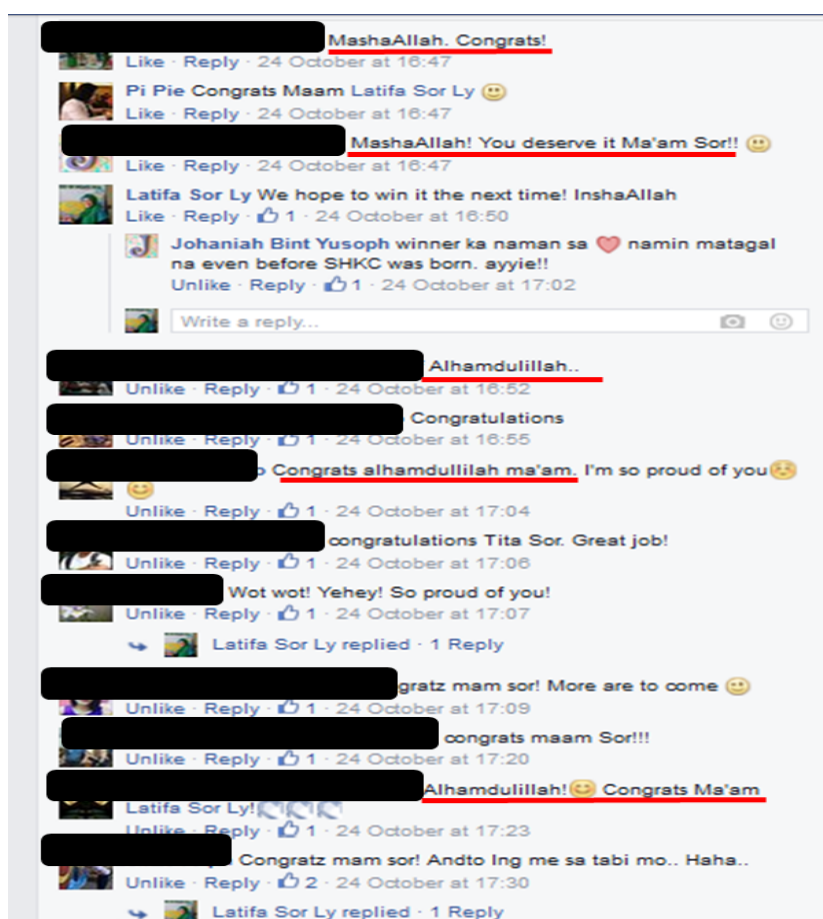 MashaAllah. Congrats!
Like · Reply · 24 October at 16:47
Pi Pie Congrats Maam Latifa Sor Ly
Like · Reply · 24 October at 16:47
MashaAllah! You deserve it Ma'am Sor!!
Like · Reply · 24 October at 16:47
Latifa Sor Ly We hope to win it the next time! InshaAllah
Like · Reply · 1 · 24 October at 16:50
Johaniah Bint Yusoph winner ka naman sa namin matagal
na even before SHKC was born. ayyie!!
Unlike · Reply · 1 · 24 October at 17:02
Write a reply...
Alhamdulillah..
Unlike · Reply · 1 · 24 October at 16:52
Congratulations
Unlike · Reply · 1 · 24 October at 16:55
Congrats alhamdullilah ma'am. I'm so proud of you
Unlike · Reply · 1 · 24 October at 17:04
congratulations Tita Sor. Great job!
Unlike · Reply · 1 · 24 October at 17:06
Wot wot! Yehey! So proud of you!
Unlike · Reply · 1 · 24 October at 17:07
Latifa Sor Ly replied · 1 Reply
gratz mam sor! More are to come
Unlike · Reply · 1 · 24 October at 17:09
congrats maam Sor!!!
Unlike · Reply · 1 · 24 October at 17:20
Alhamdulillah! Congrats Ma'am
Latifa Sor Ly!
Unlike · Reply · 1 · 24 October at 17:23
Congratz mam sor! Andto lng me sa tabi mo.. Haha..
Unlike · Reply · 2 · 24 October at 17:30
Latifa Sor Ly replied · 1 Reply